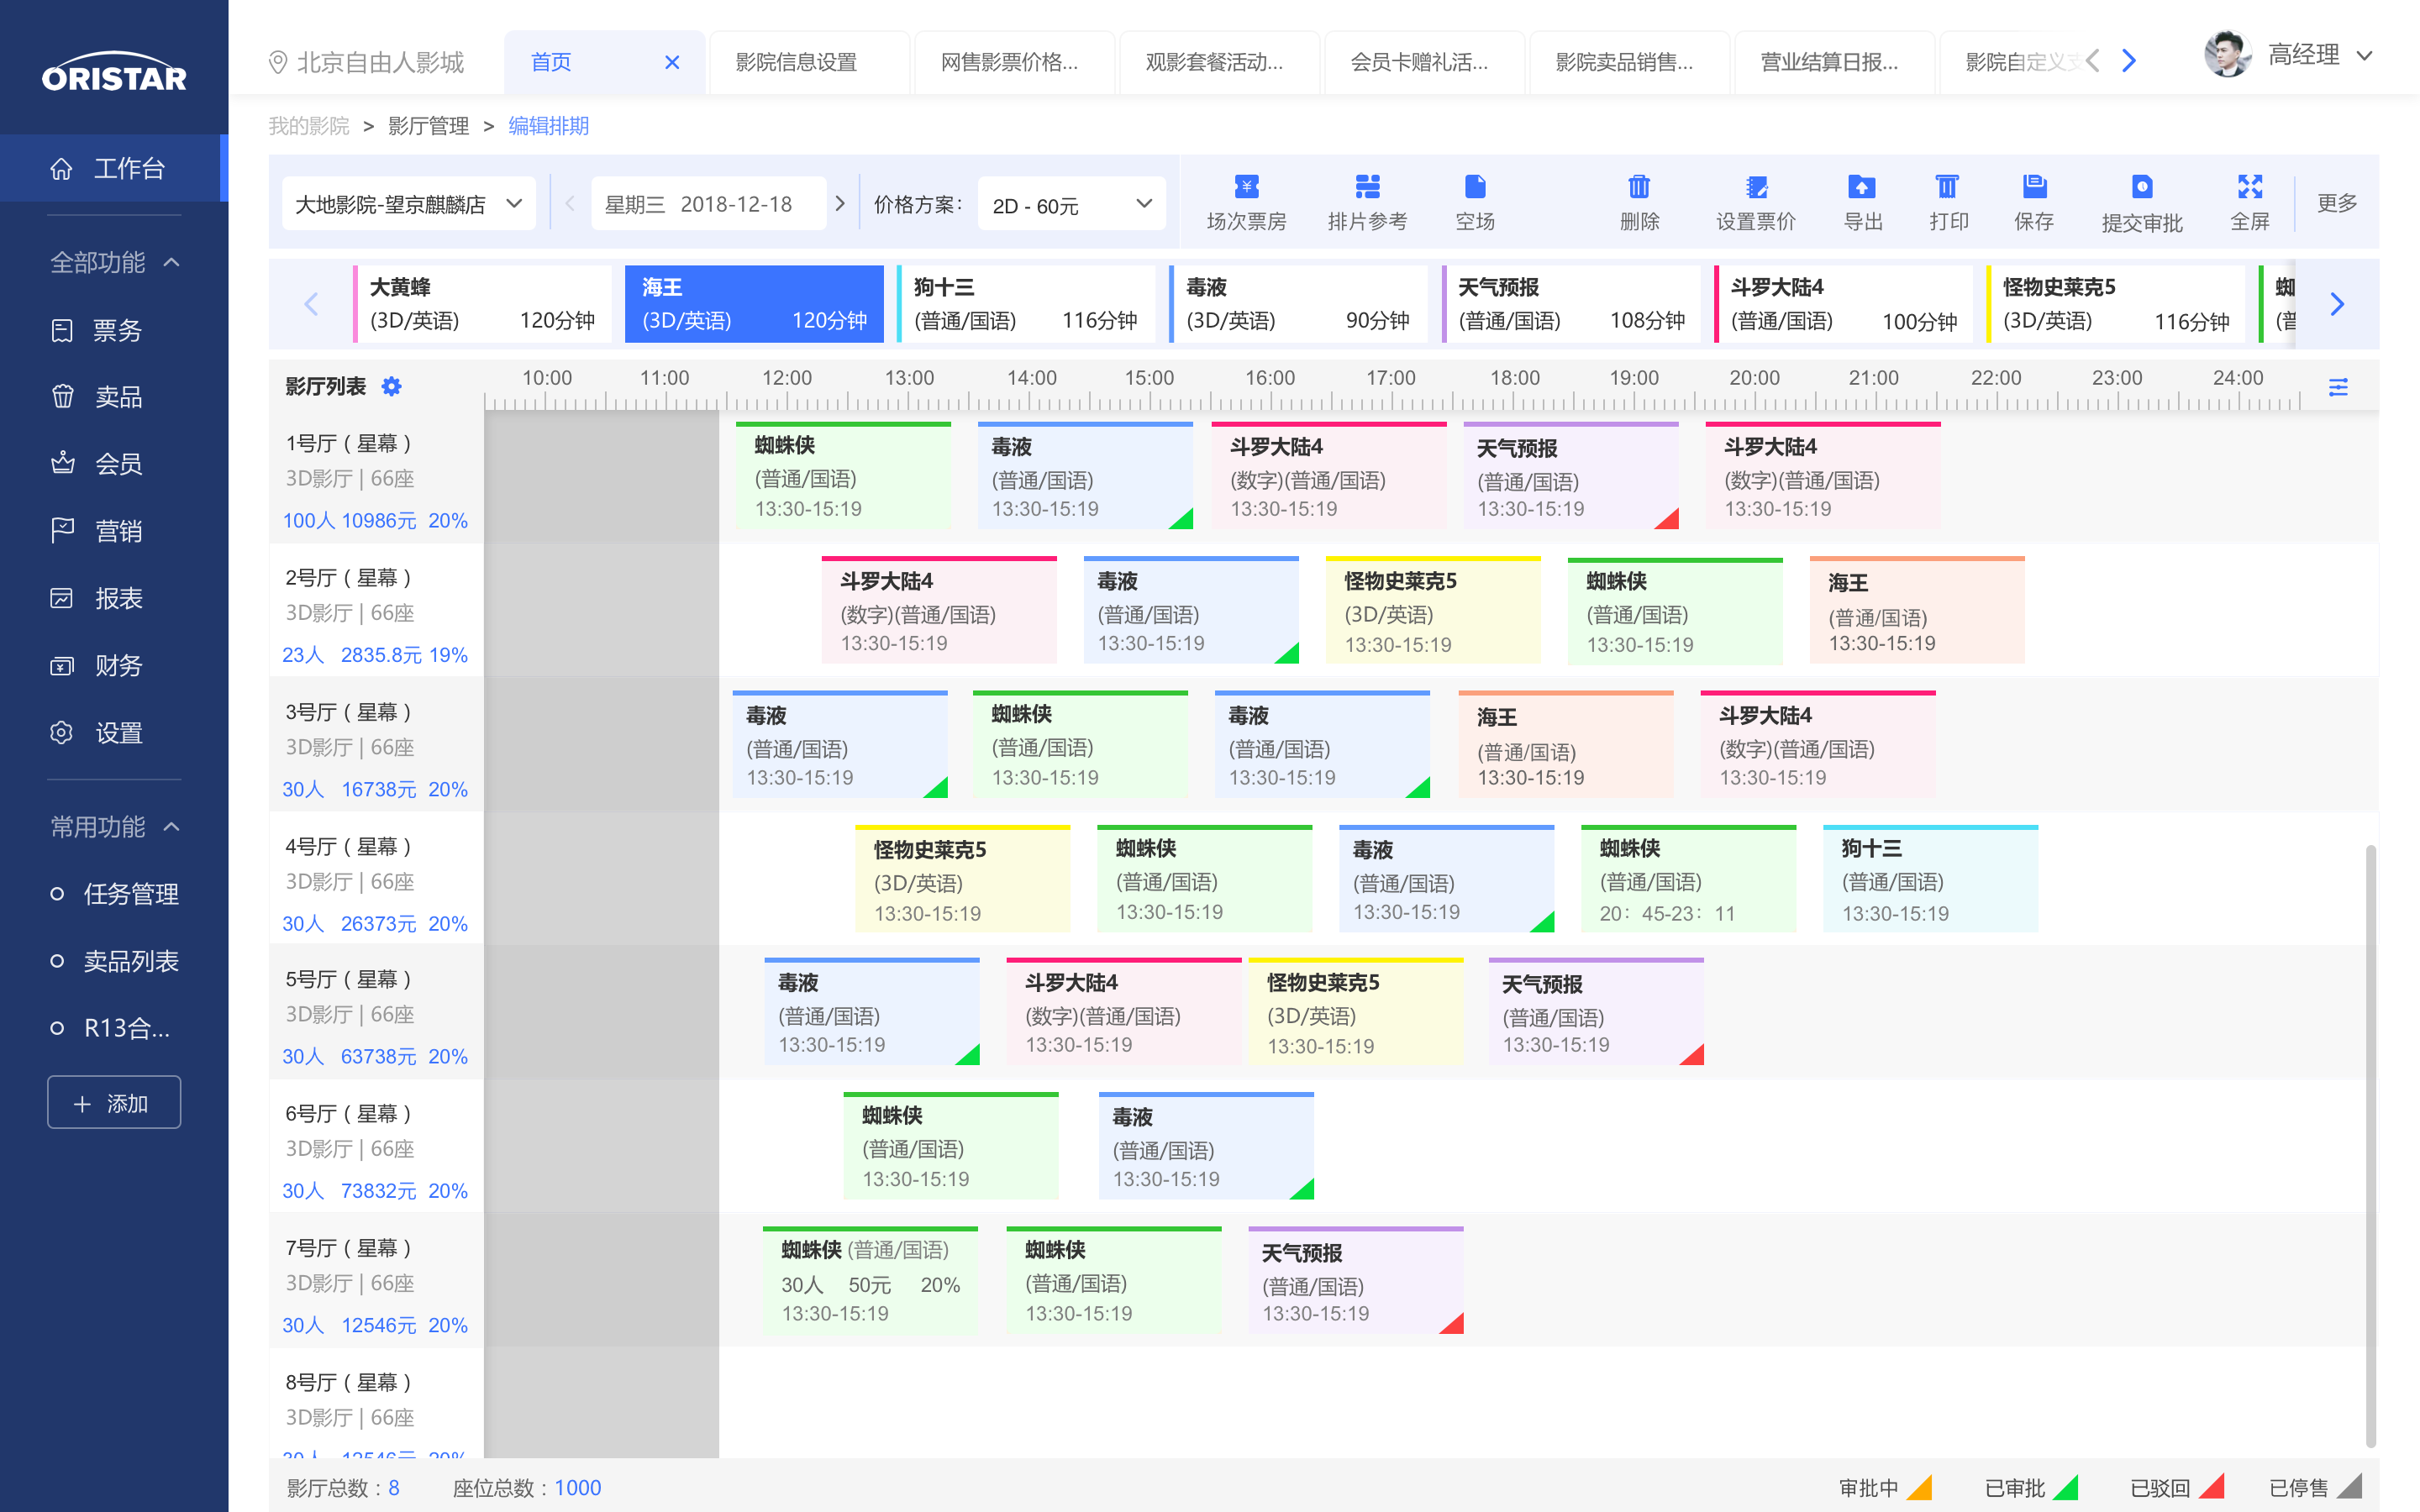 ORISTAR
工作台
全部功能
票务
卖品
会员
营销
报表
财务
设置
常用功能
任务管理
卖品列表
R13合...
添加
北京自由人影城
首页
影院信息设置
网售影票价格...
观影套餐活动...
会员卡赠礼活...
影院卖品销售...
营业结算日报...
影院自定义支
高经理
我的影院 > 影厅管理 > 编辑排期
大地影院-望京麒麟店
星期三 2018-12-18
价格方案：
2D - 60元
场次票房
排片参考
空场
删除
设置票价
导出
打印
保存
提交审批
全屏
更多
大黄蜂
(3D/英语) 120分钟
海王
(3D/英语) 120分钟
狗十三
(普通/国语) 116分钟
毒液
(3D/英语) 90分钟
天气预报
(普通/国语) 108分钟
斗罗大陆4
(普通/国语) 100分钟
怪物史莱克5
(3D/英语) 116分钟
影厅列表
10:00 11:00 12:00 13:00 14:00 15:00 16:00 17:00 18:00 19:00 20:00 21:00 22:00 23:00 24:00
1号厅 ( 星幕 )
3D影厅 | 66座
100人 10986元 20%
蜘蛛侠
(普通/国语)
13:30-15:19
毒液
(普通/国语)
13:30-15:19
斗罗大陆4
(数字)(普通/国语)
13:30-15:19
天气预报
(普通/国语)
13:30-15:19
斗罗大陆4
(数字)(普通/国语)
13:30-15:19
2号厅 ( 星幕 )
3D影厅 | 66座
23人 2835.8元 19%
斗罗大陆4
(数字)(普通/国语)
13:30-15:19
毒液
(普通/国语)
13:30-15:19
怪物史莱克5
(3D/英语)
13:30-15:19
蜘蛛侠
(普通/国语)
13:30-15:19
海王
(普通/国语)
13:30-15:19
3号厅 ( 星幕 )
3D影厅 | 66座
30人 16738元 20%
毒液
(普通/国语)
13:30-15:19
蜘蛛侠
(普通/国语)
13:30-15:19
毒液
(普通/国语)
13:30-15:19
海王
(普通/国语)
13:30-15:19
斗罗大陆4
(数字)(普通/国语)
13:30-15:19
4号厅 ( 星幕 )
3D影厅 | 66座
30人 26373元 20%
怪物史莱克5
(3D/英语)
13:30-15:19
蜘蛛侠
(普通/国语)
13:30-15:19
毒液
(普通/国语)
13:30-15:19
蜘蛛侠
(普通/国语)
20：45-23：11
狗十三
(普通/国语)
13:30-15:19
5号厅 ( 星幕 )
3D影厅 | 66座
30人 63738元 20%
毒液
(普通/国语)
13:30-15:19
斗罗大陆4
(数字)(普通/国语)
13:30-15:19
怪物史莱克5
(3D/英语)
13:30-15:19
天气预报
(普通/国语)
13:30-15:19
6号厅 ( 星幕 )
3D影厅 | 66座
30人 73832元 20%
蜘蛛侠
(普通/国语)
13:30-15:19
毒液
(普通/国语)
13:30-15:19
7号厅 ( 星幕 )
3D影厅 | 66座
30人 12546元 20%
蜘蛛侠 (普通/国语)
30人 50元 20%
13:30-15:19
蜘蛛侠
(普通/国语)
13:30-15:19
天气预报
(普通/国语)
13:30-15:19
8号厅 ( 星幕 )
3D影厅 | 66座
影厅总数 : 8
座位总数 : 1000
审批中
已审批
已驳回
已停售